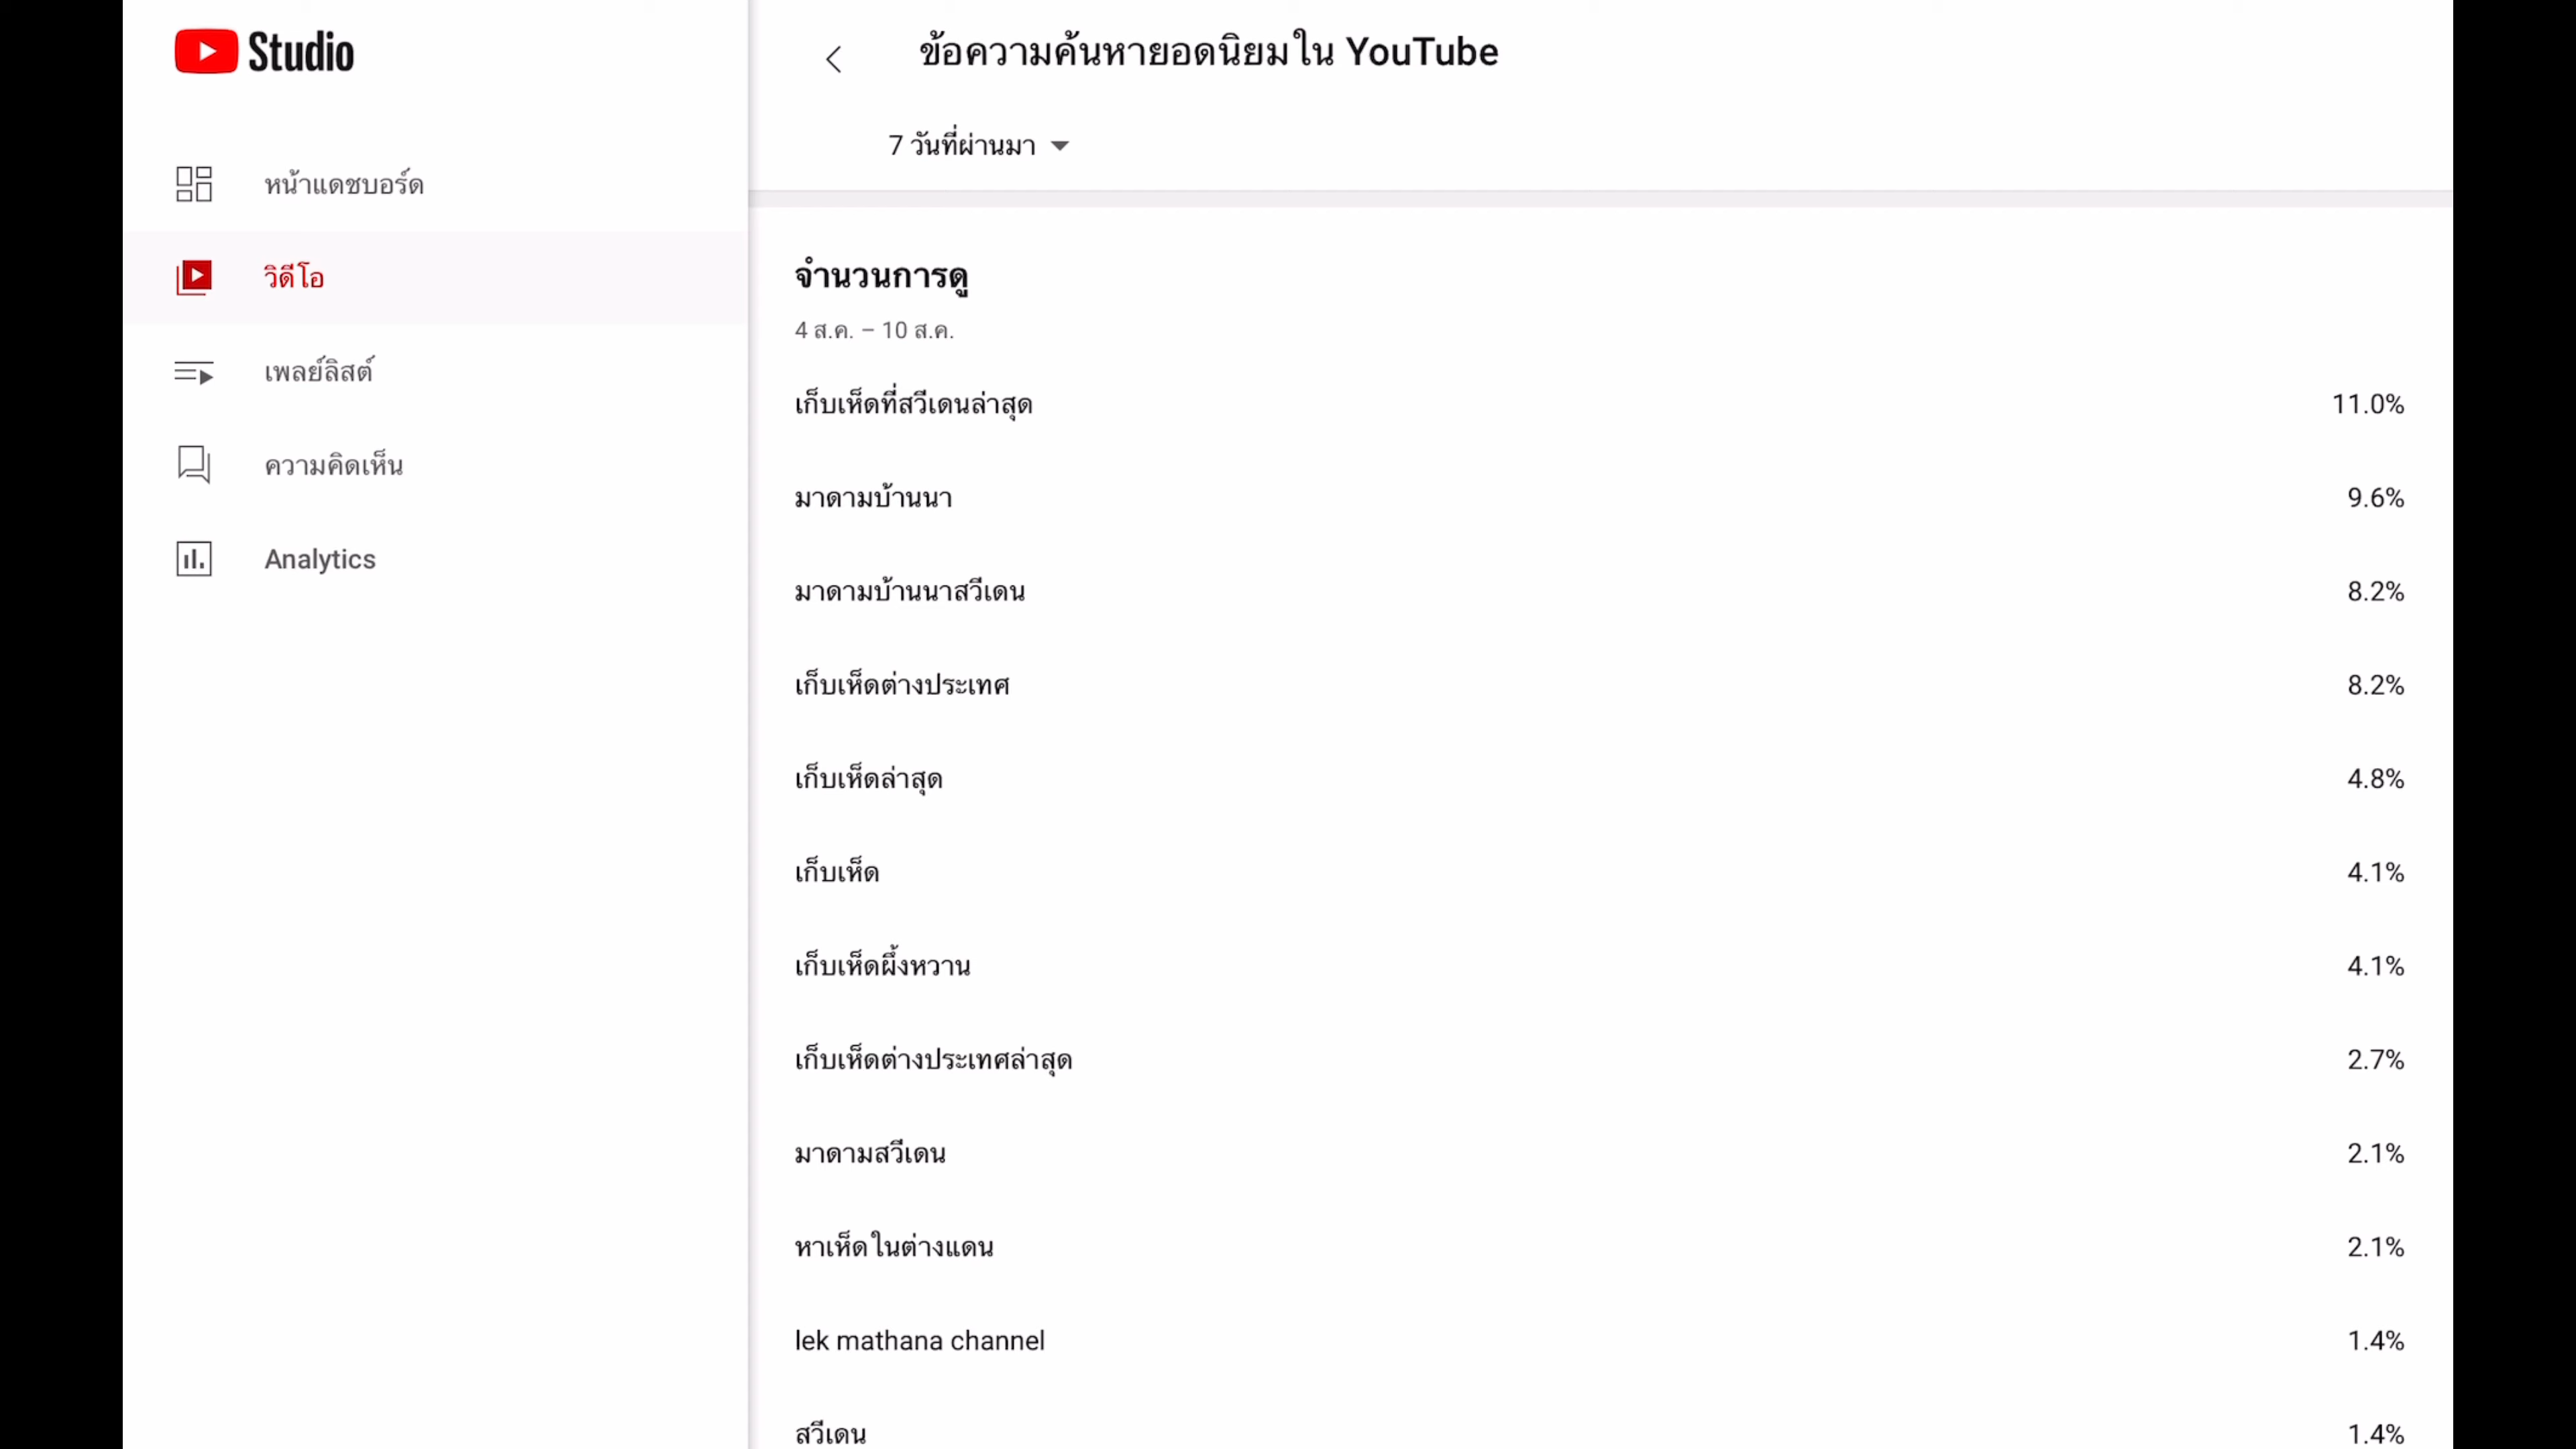 Studio
หน้าแดชบอร์ด
วิดีโอ
เพลย์ลิสต์
ความคิดเห็น
Analytics
ข้อความค้นหายอดนิยมใน YouTube
7 วันที่ผ่านมา
จำนวนการดู
4 ส.ค. – 10 ส.ค.
เก็บเห็ดที่สวีเดนล่าสุด 11.0%
มาดามบ้านนา 9.6%
มาดามบ้านนาสวีเดน 8.2%
เก็บเห็ดต่างประเทศ 8.2%
เก็บเห็ดล่าสุด 4.8%
เก็บเห็ด 4.1%
เก็บเห็ดผึ้งหวาน 4.1%
เก็บเห็ดต่างประเทศล่าสุด 2.7%
มาดามสวีเดน 2.1%
หาเห็ดในต่างแดน 2.1%
lek mathana channel 1.4%
สวีเดน 1.4%